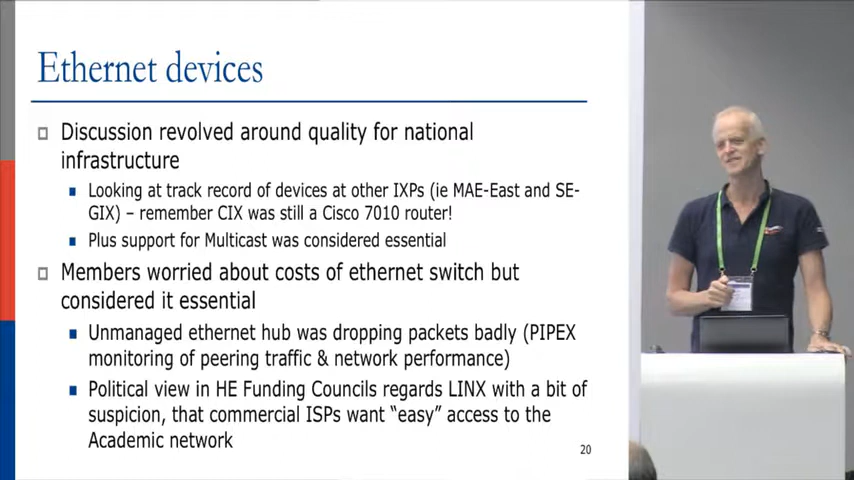 Ethernet devices
Discussion revolved around quality for national
infrastructure
Looking at track record of devices at other IXPs (ie MAE-East and SE-
GIX) – remember CIX was still a Cisco 7010 router!
Plus support for Multicast was considered essential
Members worried about costs of ethernet switch but
considered it essential
Unmanaged ethernet hub was dropping packets badly (PIPEX
monitoring of peering traffic & network performance)
Political view in HE Funding Councils regards LINX with a bit of
suspicion, that commercial ISPs want “easy” access to the
Academic network
20